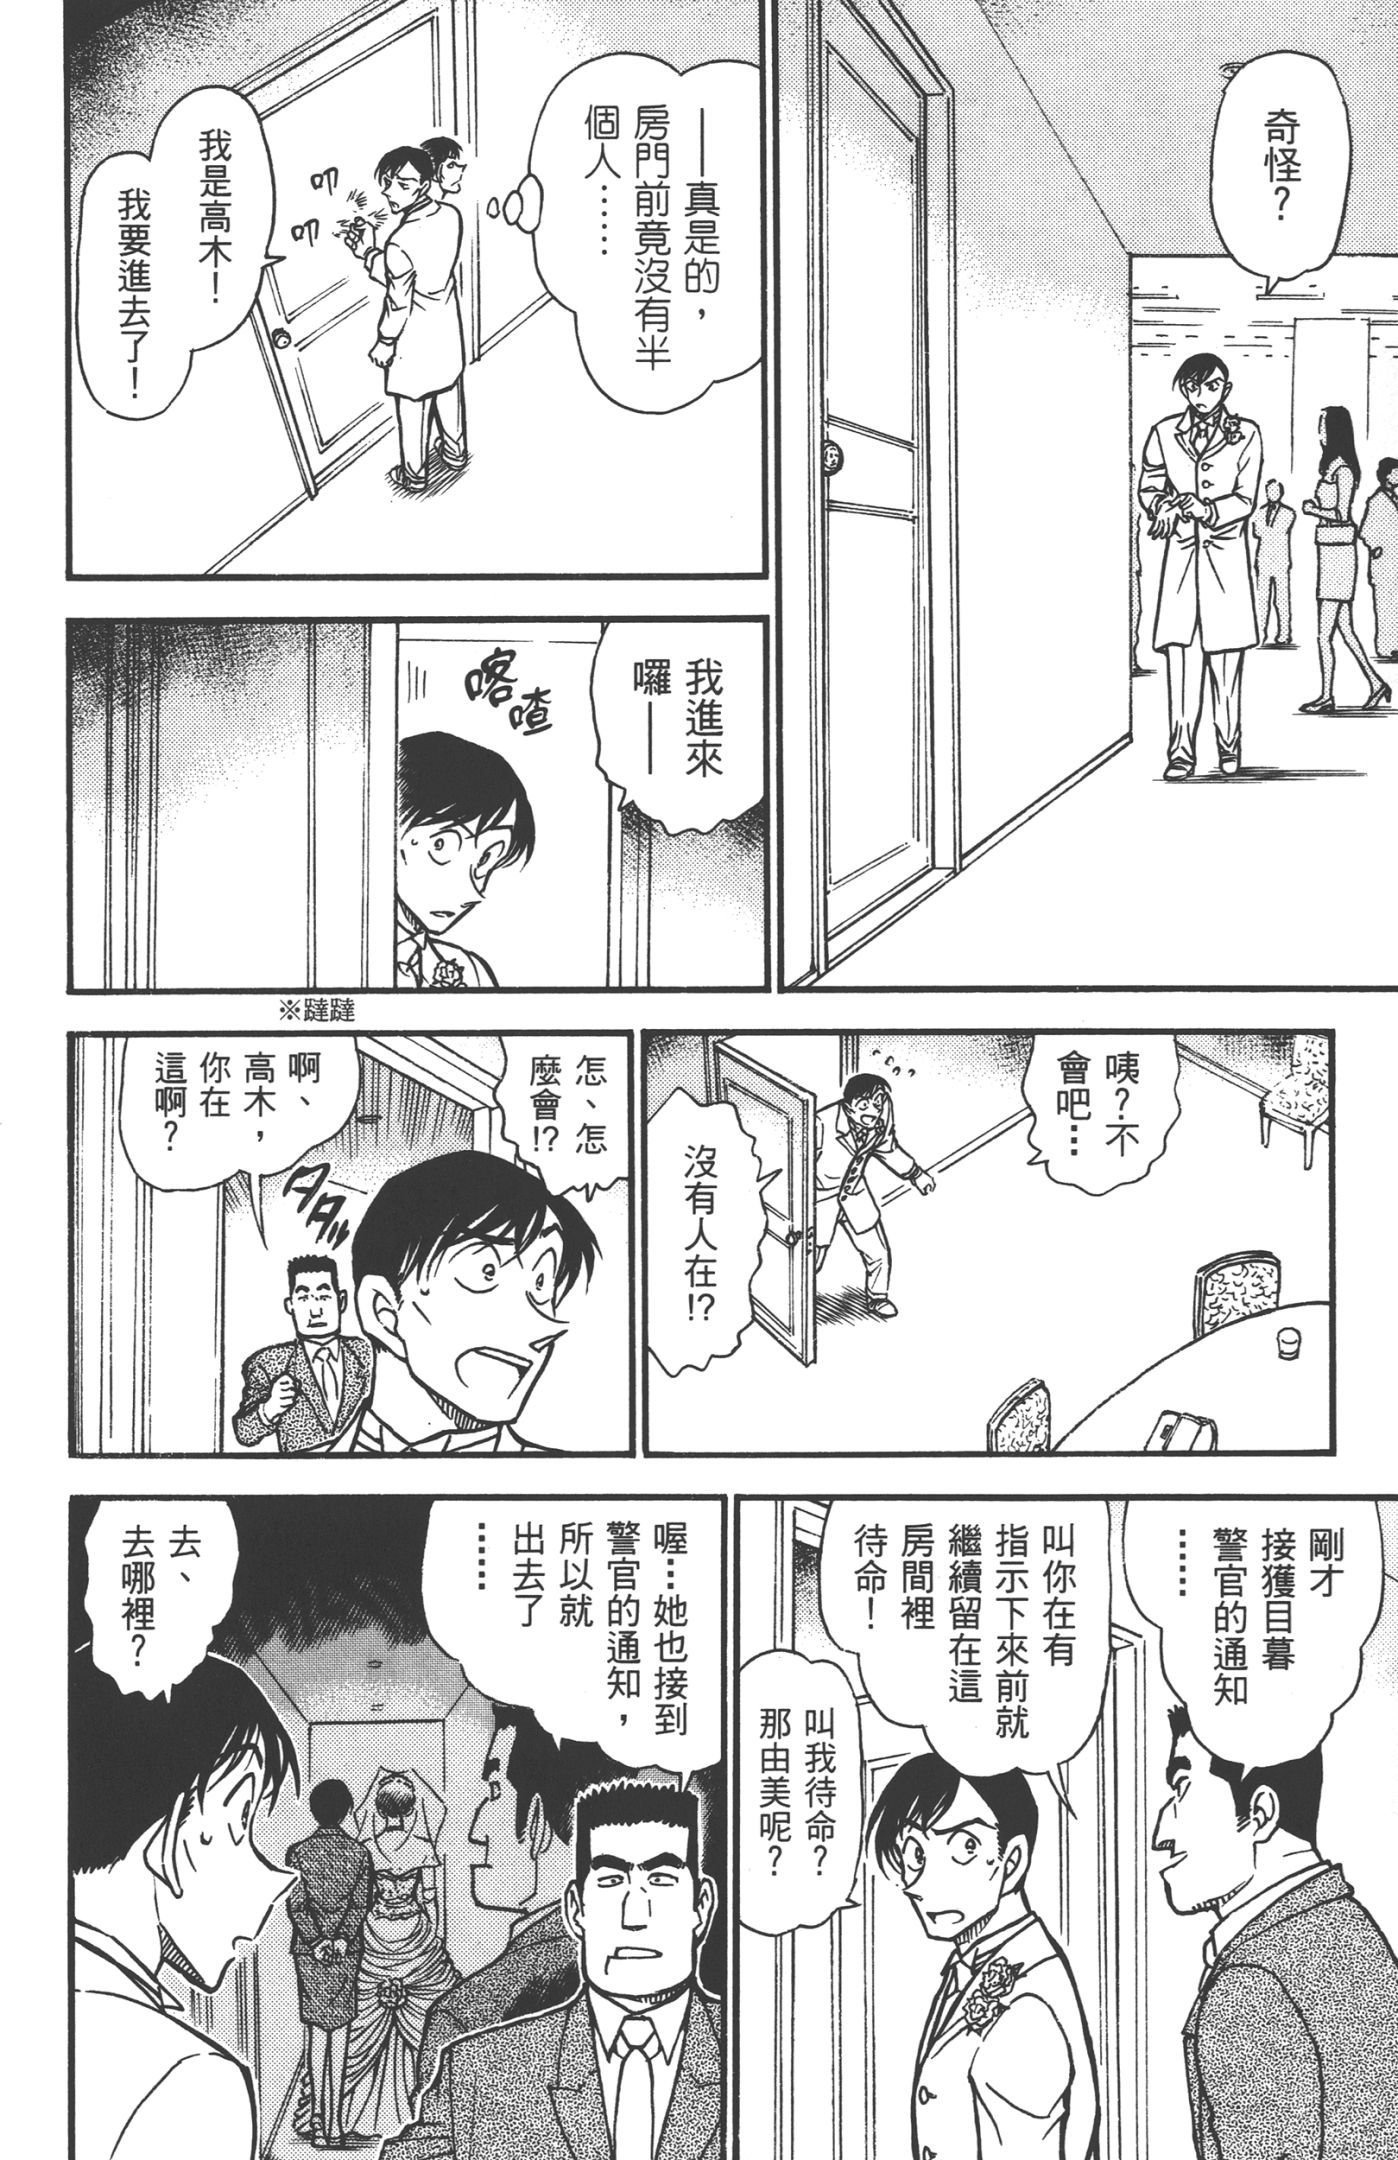 奇怪?
——真是的,
房門前竟沒有半
個人……
叩
叩
我是高木!
我要進去了!
我進來
囉——
喀喳
咦?不
會吧…
沒有人在!?
怎、怎
麼會!?
※躂躂
タタッ
啊、
高木,
你在
這啊?
剛才
接獲目暮
警官的通知
……
叫你在有
指示下來前就
繼續留在這
房間裡
待命!
叫我待命?
那由美呢?
喔…她也接到
警官的通知,
所以就
出去了
……
去、
去哪裡?